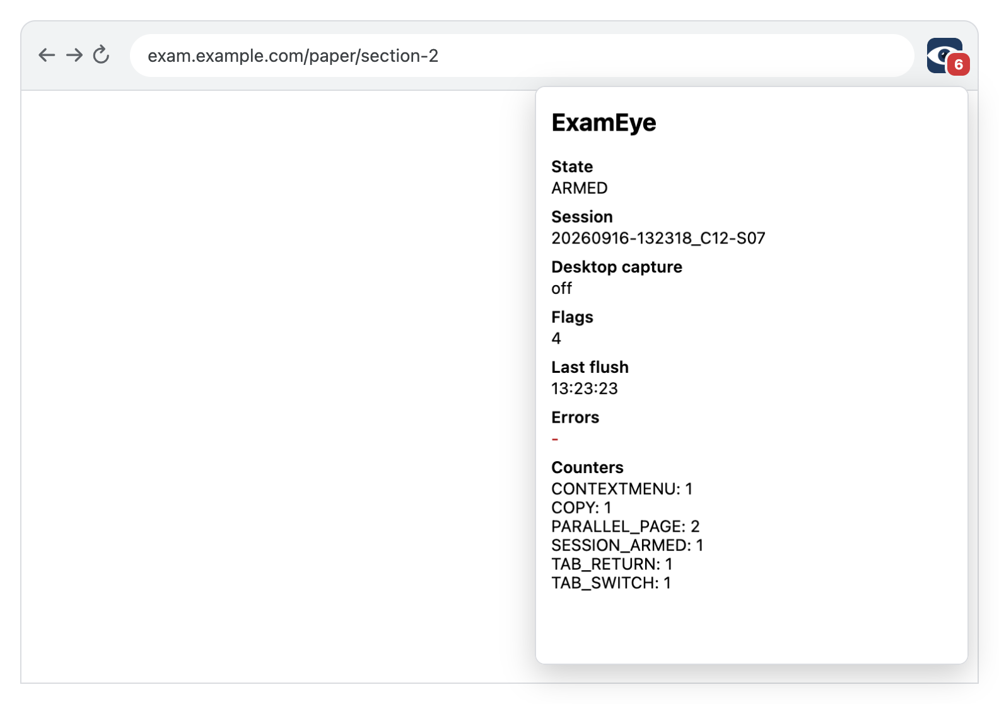 exam.example.com/paper/section-2
6
ExamEye
State
ARMED
Session
20260916-132318_C12-S07
Desktop capture
off
Flags
4
Last flush
13:23:23
Errors
-
Counters
CONTEXTMENU: 1
COPY: 1
PARALLEL_PAGE: 2
SESSION_ARMED: 1
TAB_RETURN: 1
TAB_SWITCH: 1